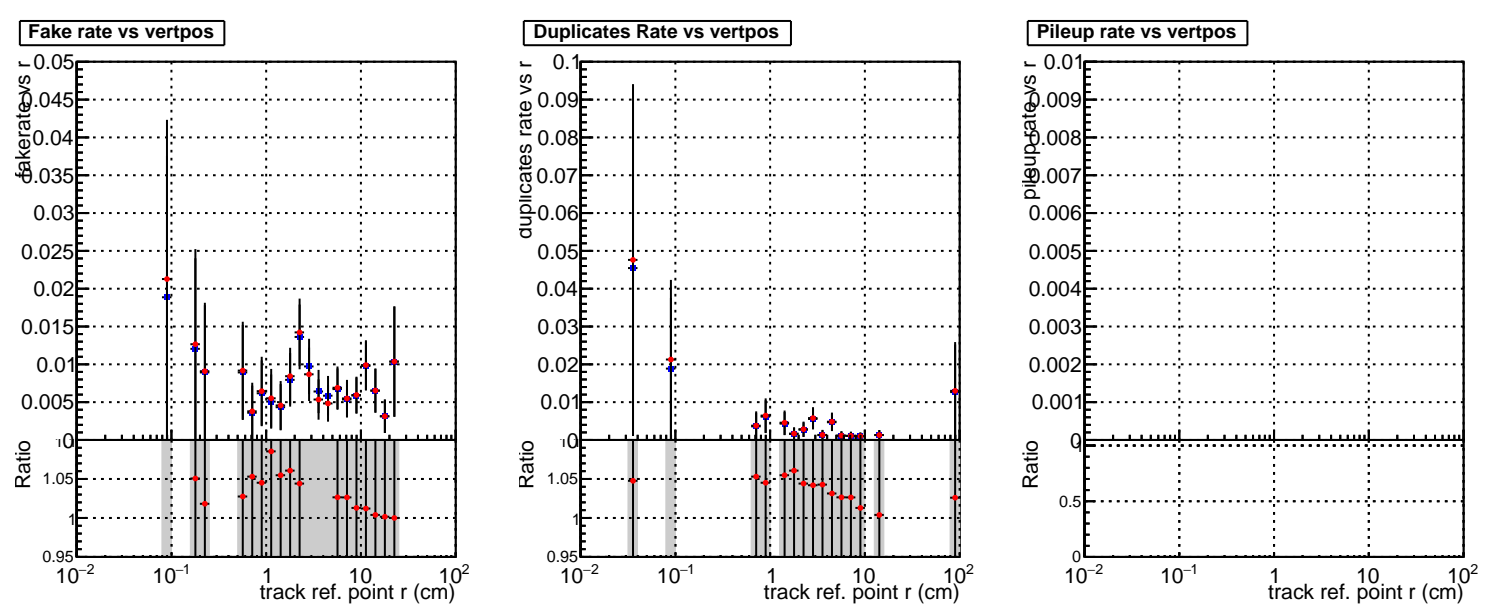 Fake rate vs vertpos
fakerate vs r
0.05
0.045
0.04
0.035
0.03
0.025
0.02
0.015
0.01
0.005
0
Ratio
1.05
1
0.95
10−2 10−1 1 10 102
track ref. point r (cm)
Duplicates Rate vs vertpos
duplicates rate vs r
0.1
0.09
0.08
0.07
0.06
0.05
0.04
0.03
0.02
0.01
0
Ratio
1.05
1
0.95
10−2 10−1 1 10 102
track ref. point r (cm)
Pileup rate vs vertpos
pileup rate vs r
0.01
0.009
0.008
0.007
0.006
0.005
0.004
0.003
0.002
0.001
0
Ratio
1
0.5
0
10−2 10−1 1 10 102
track ref. point r (cm)